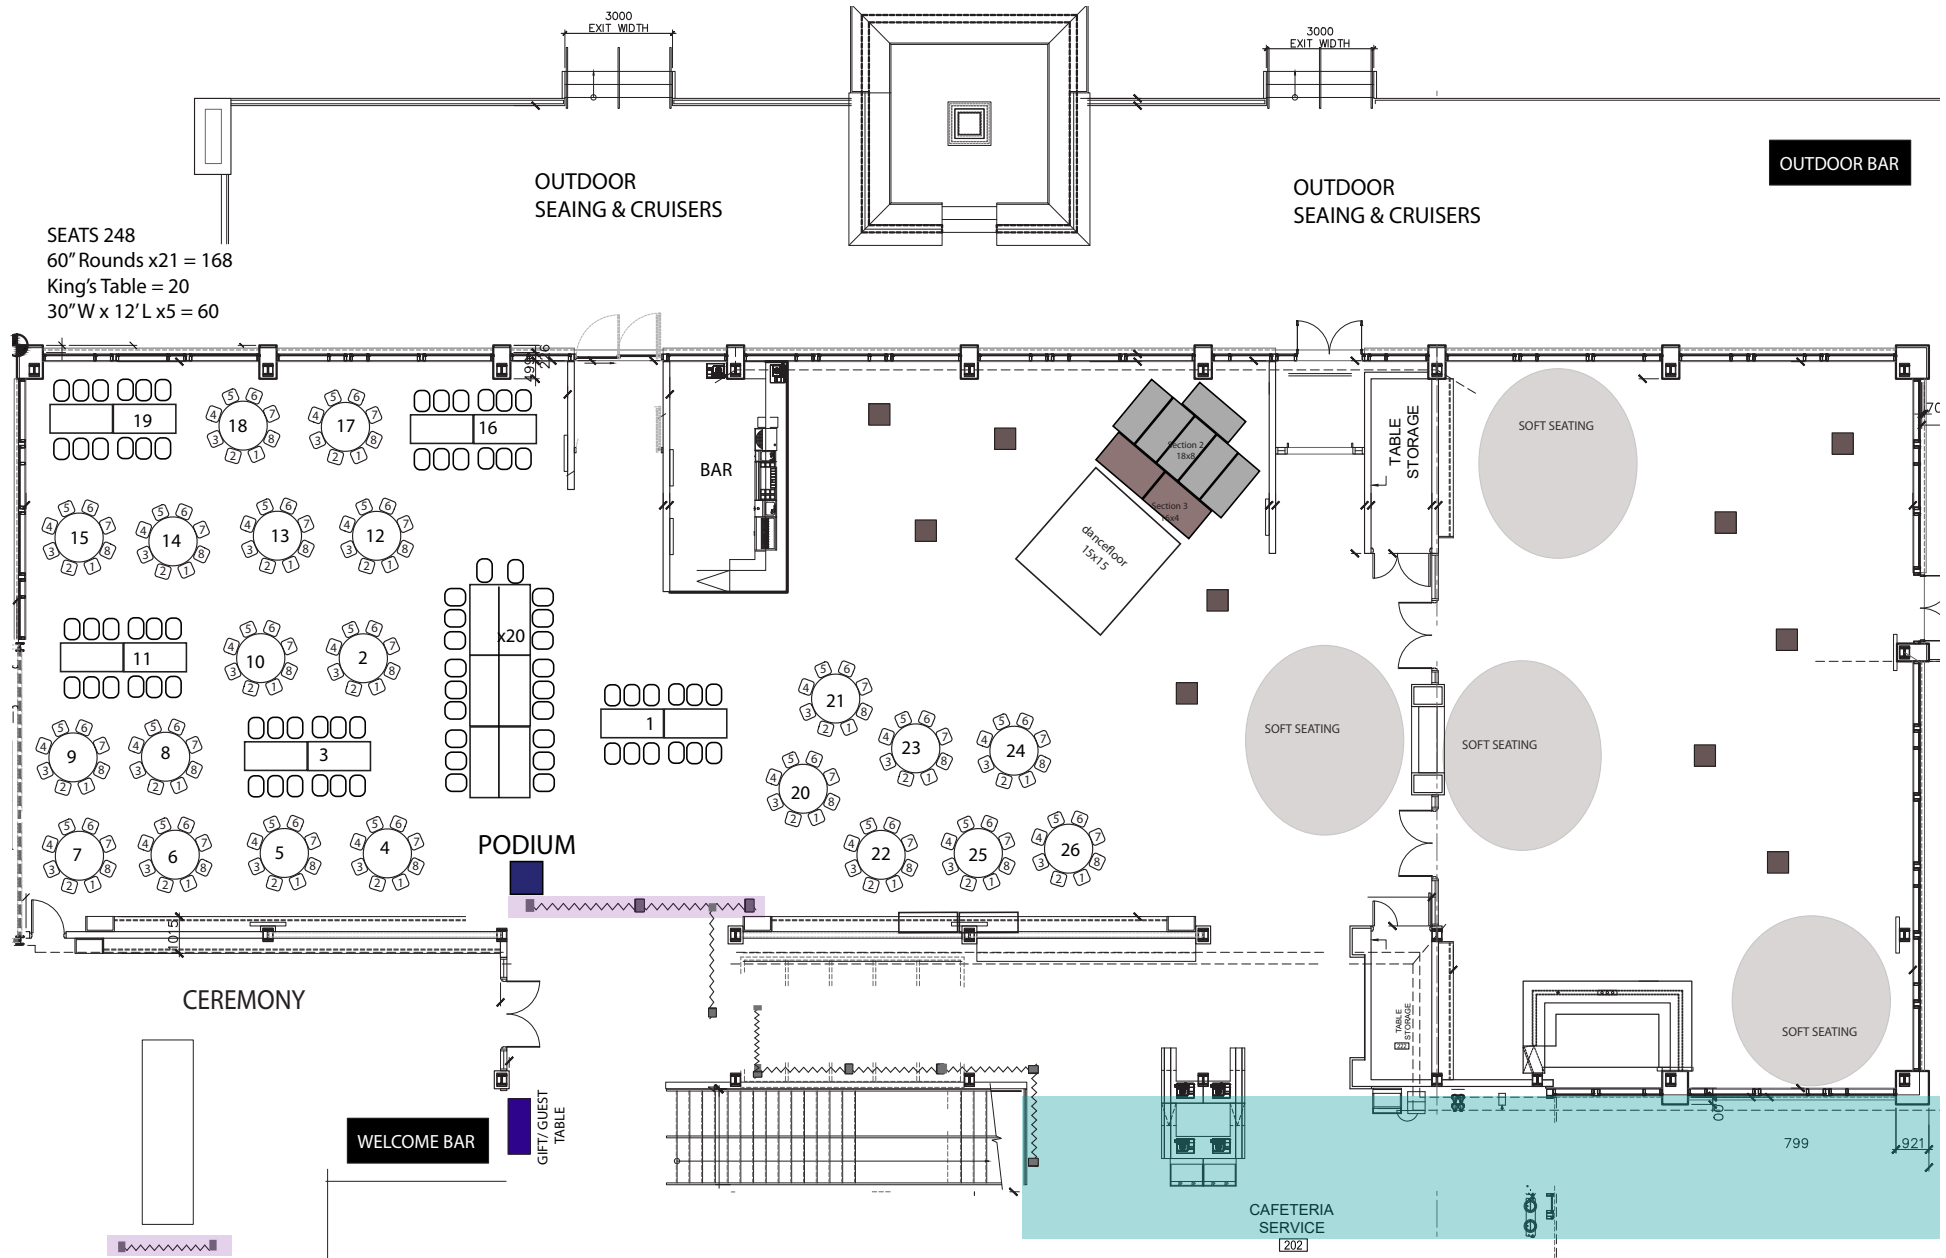 3000
EXIT WIDTH
3000
EXIT WIDTH
OUTDOOR BAR
OUTDOOR
SEAING & CRUISERS
OUTDOOR
SEAING & CRUISERS
SEATS 248
60" Rounds x21 = 168
King's Table = 20
30"W x 12'L x5 = 60
19
18
17
16
BAR
Section 2
18x8
Section 3
16x4
dancefloor
15x15
TABLE
STORAGE
SOFT SEATING
70
15
14
13
12
x20
11
10
2
1
21
23
24
SOFT SEATING
SOFT SEATING
9
8
3
20
7
6
5
4
PODIUM
22
25
26
1015
CEREMONY
TABLE
STORAGE
SOFT SEATING
WELCOME BAR
GIFT/ GUEST
TABLE
799
921
CAFETERIA
SERVICE
202